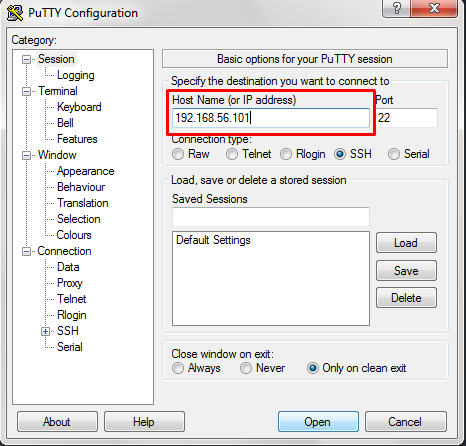 PuTTY Configuration
?
Category:
Session
Logging
Terminal
Keyboard
Bell
Features
Window
Appearance
Behaviour
Translation
Selection
Colours
Connection
Data
Proxy
Telnet
Rlogin
SSH
Serial
Basic options for your PuTTY session
Specify the destination you want to connect to
Host Name (or IP address) Port
192.168.56.101 22
Connection type:
Raw Telnet Rlogin SSH Serial
Load, save or delete a stored session
Saved Sessions
Default Settings
Load
Save
Delete
Close window on exit:
Always Never Only on clean exit
About Help Open Cancel